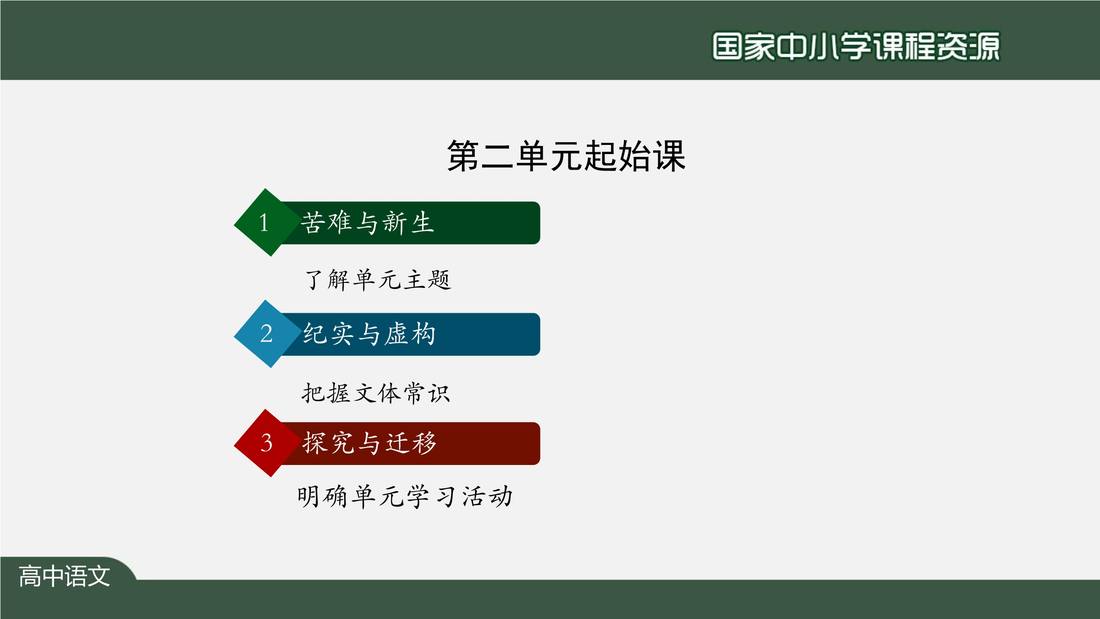 国家中小学课程资源
第二单元起始课
1 苦难与新生
了解单元主题
2 纪实与虚构
把握文体常识
3 探究与迁移
明确单元学习活动
高中语文